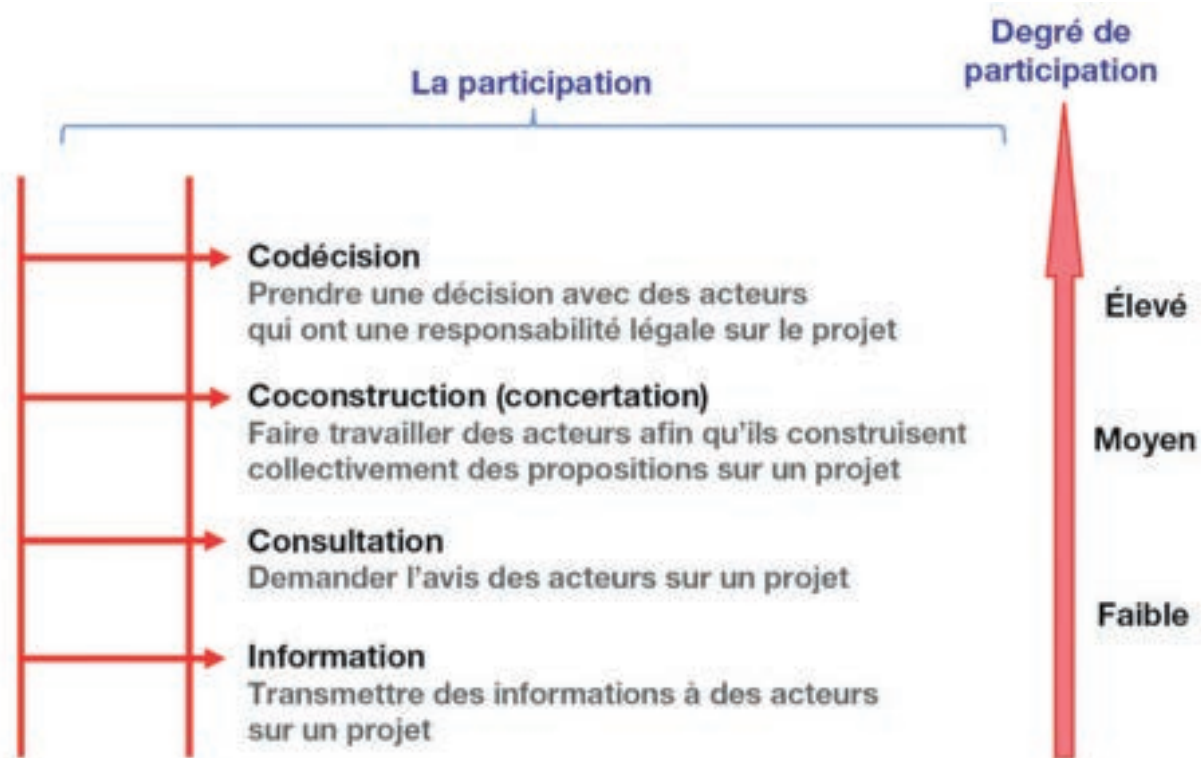 Degré de
participation
La participation
Codécision
Prendre une décision avec des acteurs
qui ont une responsabilité légale sur le projet
Élevé
Coconstruction (concertation)
Faire travailler des acteurs afin qu'ils construisent
collectivement des propositions sur un projet
Moyen
Consultation
Demander l'avis des acteurs sur un projet
Faible
Information
Transmettre des informations à des acteurs
sur un projet